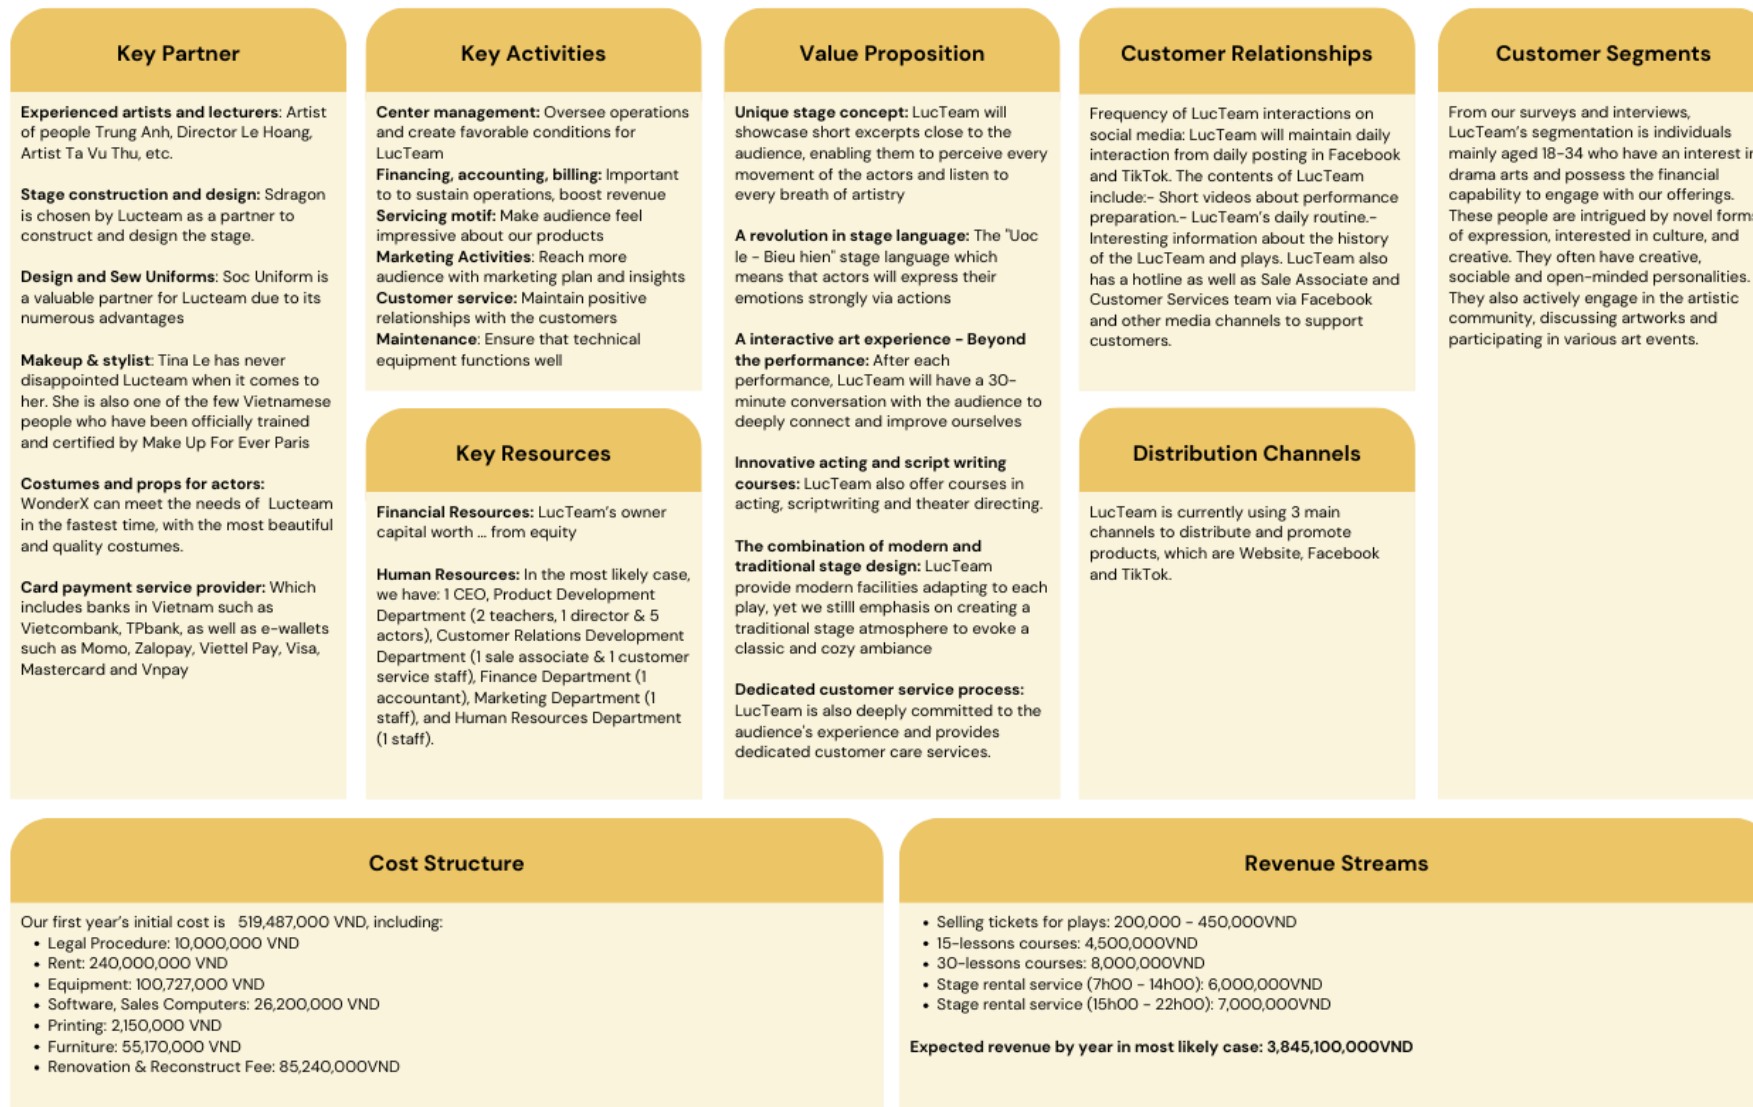 Key Partner
Experienced artists and lecturers: Artist
of people Trung Anh, Director Le Hoang,
Artist Ta Vu Thu, etc.
Stage construction and design: Sdragon
is chosen by Lucteam as a partner to
construct and design the stage.
Design and Sew Uniforms: Soc Uniform is
a valuable partner for Lucteam due to its
numerous advantages
Makeup & stylist: Tina Le has never
disappointed Lucteam when it comes to
her. She is also one of the few Vietnamese
people who have been officially trained
and certified by Make Up For Ever Paris
Costumes and props for actors:
WonderX can meet the needs of Lucteam
in the fastest time, with the most beautiful
and quality costumes.
Card payment service provider: Which
includes banks in Vietnam such as
Vietcombank, TPbank, as well as e-wallets
such as Momo, Zalopay, Viettel Pay, Visa,
Mastercard and Vnpay
Key Activities
Center management: Oversee operations
and create favorable conditions for
LucTeam
Financing, accounting, billing: Important
to to sustain operations, boost revenue
Servicing motif: Make audience feel
impressive about our products
Marketing Activities: Reach more
audience with marketing plan and insights
Customer service: Maintain positive
relationships with the customers
Maintenance: Ensure that technical
equipment functions well
Key Resources
Financial Resources: LucTeam's owner
capital worth ... from equity
Human Resources: In the most likely case,
we have: 1 CEO, Product Development
Department (2 teachers, 1 director & 5
actors), Customer Relations Development
Department (1 sale associate & 1 customer
service staff), Finance Department (1
accountant), Marketing Department (1
staff), and Human Resources Department
(1 staff).
Value Proposition
Unique stage concept: LucTeam will
showcase short excerpts close to the
audience, enabling them to perceive every
movement of the actors and listen to
every breath of artistry
A revolution in stage language: The "Uoc
le - Bieu hien" stage language which
means that actors will express their
emotions strongly via actions
A interactive art experience - Beyond
the performance: After each
performance, LucTeam will have a 30-
minute conversation with the audience to
deeply connect and improve ourselves
Innovative acting and script writing
courses: LucTeam also offer courses in
acting, scriptwriting and theater directing.
The combination of modern and
traditional stage design: LucTeam
provide modern facilities adapting to each
play, yet we stilll emphasis on creating a
traditional stage atmosphere to evoke a
classic and cozy ambiance
Dedicated customer service process:
LucTeam is also deeply committed to the
audience's experience and provides
dedicated customer care services.
Customer Relationships
Frequency of LucTeam interactions on
social media: LucTeam will maintain daily
interaction from daily posting in Facebook
and TikTok. The contents of LucTeam
include:- Short videos about performance
preparation.- LucTeam's daily routine.-
Interesting information about the history
of the LucTeam and plays. LucTeam also
has a hotline as well as Sale Associate and
Customer Services team via Facebook
and other media channels to support
customers.
Distribution Channels
LucTeam is currently using 3 main
channels to distribute and promote
products, which are Website, Facebook
and TikTok.
Customer Segments
From our surveys and interviews,
LucTeam's segmentation is individuals
mainly aged 18-34 who have an interest in
drama arts and possess the financial
capability to engage with our offerings.
These people are intrigued by novel forms
of expression, interested in culture, and
creative. They often have creative,
sociable and open-minded personalities.
They also actively engage in the artistic
community, discussing artworks and
participating in various art events.
Cost Structure
Our first year's initial cost is 519,487,000 VND, including:
• Legal Procedure: 10,000,000 VND
• Rent: 240,000,000 VND
• Equipment: 100,727,000 VND
• Software, Sales Computers: 26,200,000 VND
• Printing: 2,150,000 VND
• Furniture: 55,170,000 VND
• Renovation & Reconstruct Fee: 85,240,000VND
Revenue Streams
• Selling tickets for plays: 200,000 - 450,000VND
• 15-lessons courses: 4,500,000VND
• 30-lessons courses: 8,000,000VND
• Stage rental service (7h00 - 14h00): 6,000,000VND
• Stage rental service (15h00 - 22h00): 7,000,000VND
Expected revenue by year in most likely case: 3,845,100,000VND